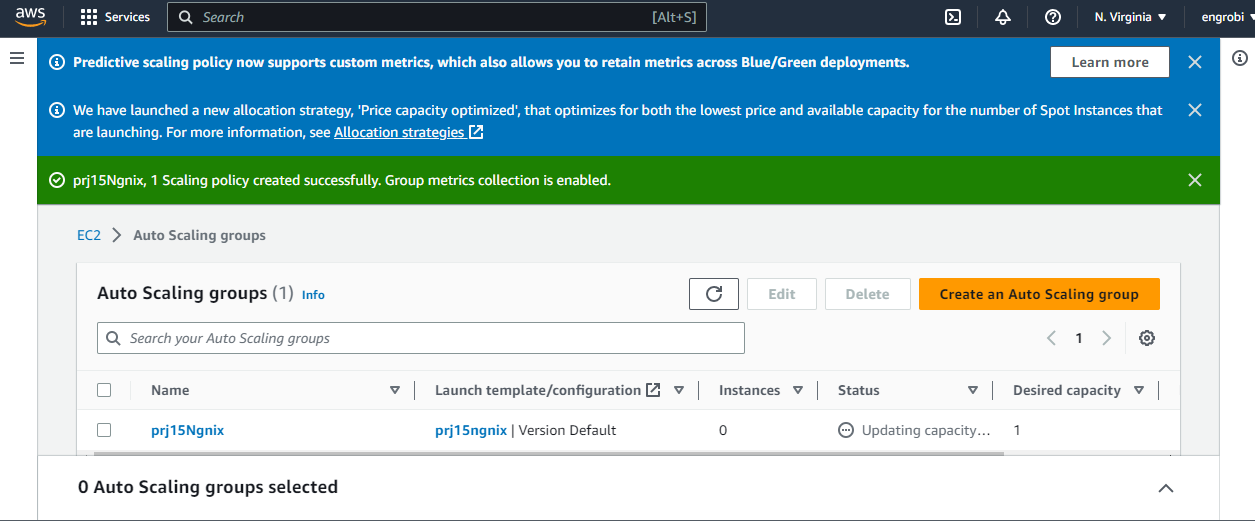 aws Services Search [Alt+S] N. Virginia engrobi
Predictive scaling policy now supports custom metrics, which also allows you to retain metrics across Blue/Green deployments. Learn more
We have launched a new allocation strategy, 'Price capacity optimized', that optimizes for both the lowest price and available capacity for the number of Spot Instances that
are launching. For more information, see Allocation strategies
prj15Ngnix, 1 Scaling policy created successfully. Group metrics collection is enabled.
EC2 Auto Scaling groups
Auto Scaling groups (1) Info Edit Delete Create an Auto Scaling group
Search your Auto Scaling groups 1
Name Launch template/configuration Instances Status Desired capacity
prj15Ngnix prj15ngnix | Version Default 0 Updating capacity... 1
0 Auto Scaling groups selected